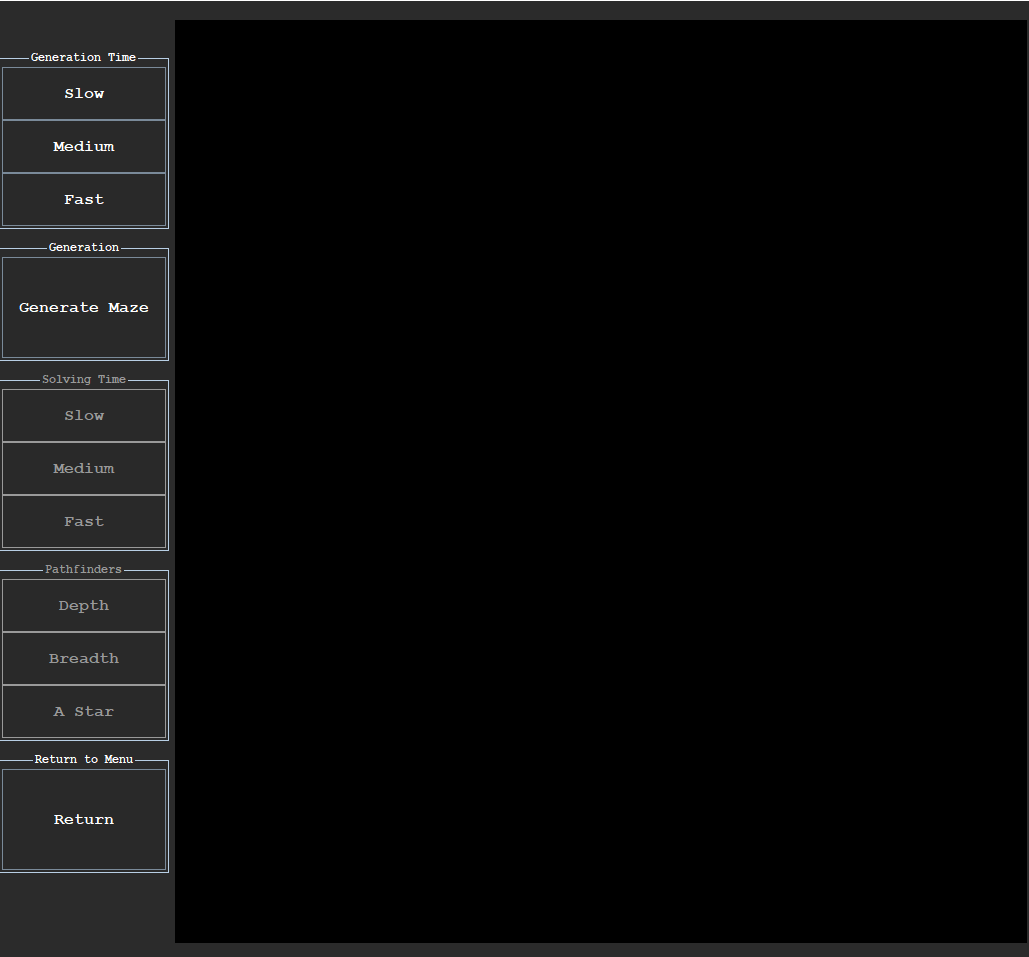 Generation Time
Slow
Medium
Fast
Generation
Generate Maze
Solving Time
Slow
Medium
Fast
Pathfinders
Depth
Breadth
A Star
Return to Menu
Return